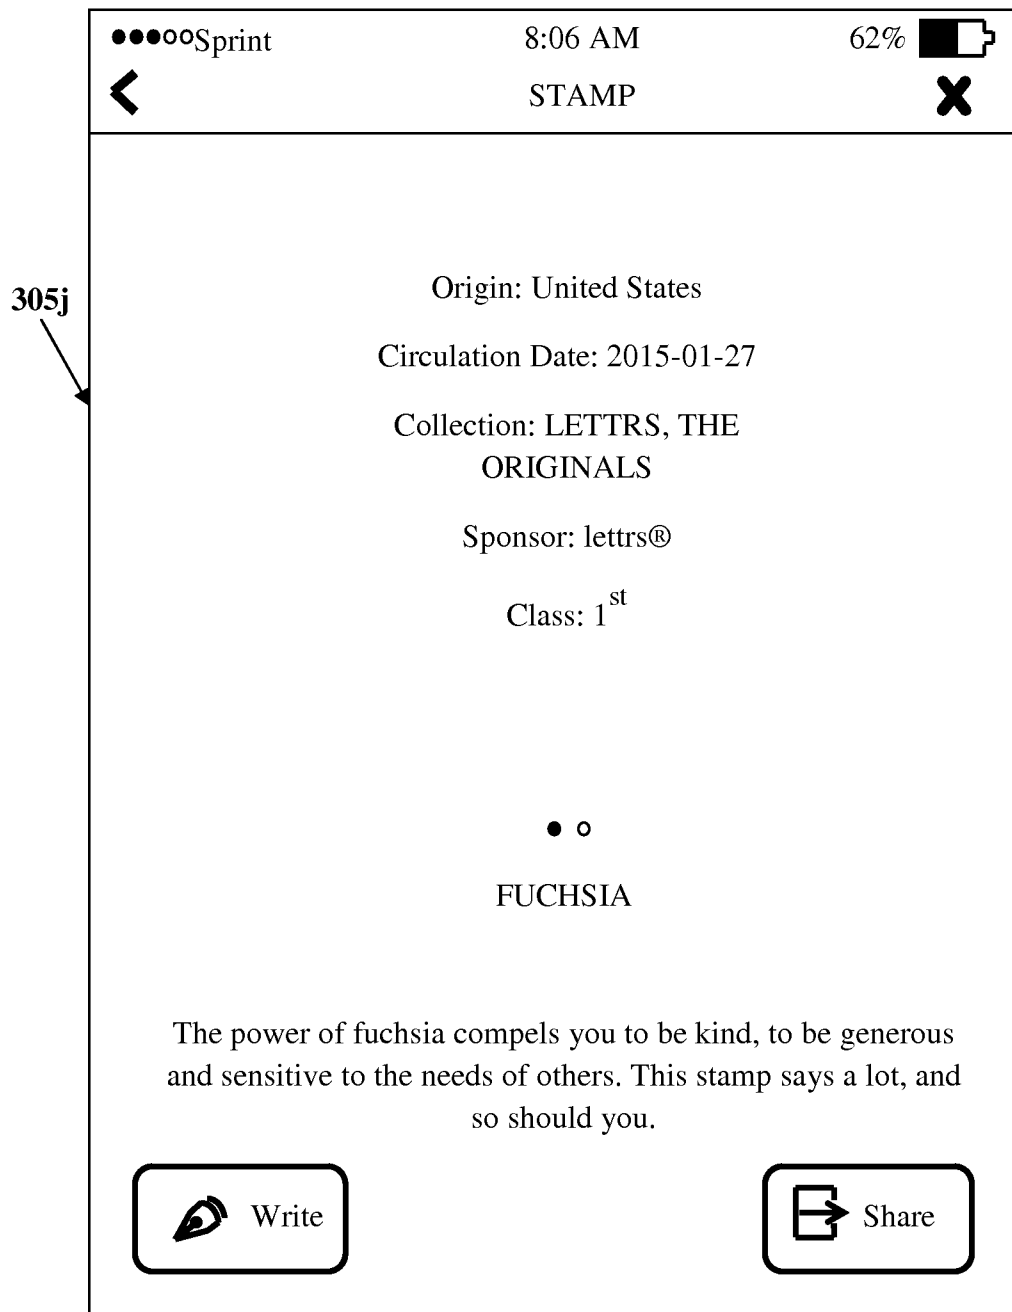 ●●●○○Sprint 8:06 AM 62%
STAMP
305j
Origin: United States
Circulation Date: 2015-01-27
Collection: LETTRS, THE
ORIGINALS
Sponsor: lettrs®
Class: 1st
FUCHSIA
The power of fuchsia compels you to be kind, to be generous
and sensitive to the needs of others. This stamp says a lot, and
so should you.
Write Share